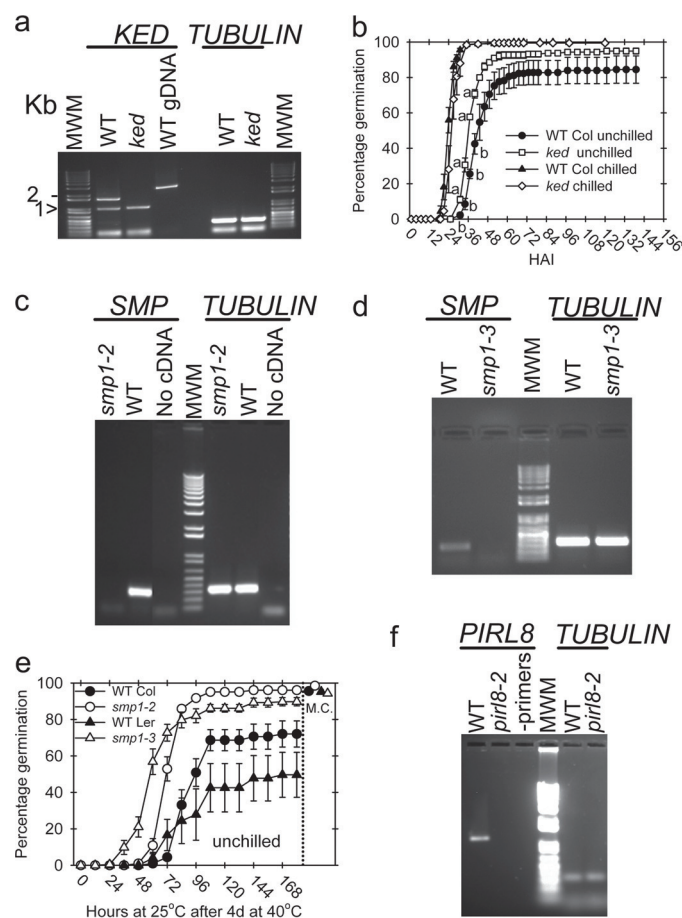 a
KED TUBULIN
Kb
MWM WT ked WT gDNA WT ked MWM
2
1>
b
Percentage germination
100
80
60
40
20
0
a
a
a
b
b
b
WT Col unchilled
ked unchilled
WT Col chilled
ked chilled
0 12 24 36 48 60 72 84 96 108 120 132 144 156
HAI
c
SMP TUBULIN
smp1-2 WT No cDNA MWM smp1-2 WT No cDNA
d
SMP TUBULIN
WT smp1-3 MWM WT smp1-3
e
Percentage germination
100
80
60
40
20
0
WT Col
smp1-2
WT Ler
smp1-3
M.C.
unchilled
0 24 48 72 96 120 144 168
Hours at 25°C after 4d at 40°C
f
PIRL8 TUBULIN
WT pirl8-2 -primers MWM WT pirl8-2